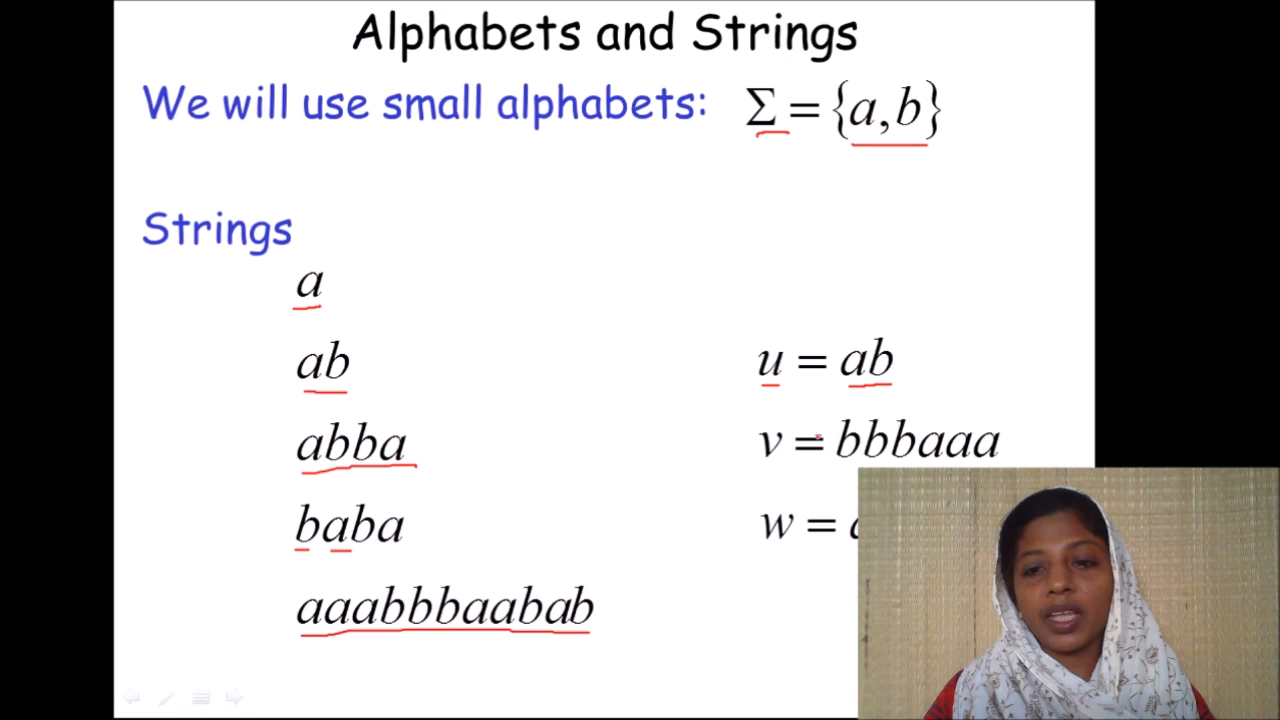 Alphabets and Strings
We will use small alphabets: Σ = {a, b}
Strings
a
ab
u = ab
abba
v = bbbaaa
baba
w =
aaabbbaabab